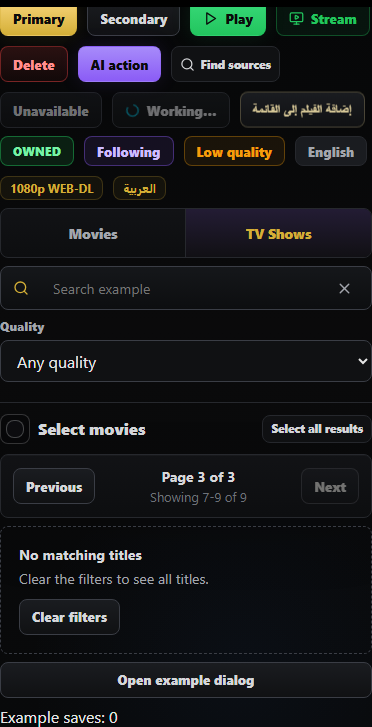 Primary
Secondary
Play
Stream
Delete
AI action
Find sources
Unavailable
Working...
إضافة الفيلم إلى القائمة
OWNED
Following
Low quality
English
1080p WEB-DL
العربية
Movies
TV Shows
Search example
Quality
Any quality
Select movies
Select all results
Previous
Page 3 of 3
Showing 7-9 of 9
Next
No matching titles
Clear the filters to see all titles.
Clear filters
Open example dialog
Example saves: 0